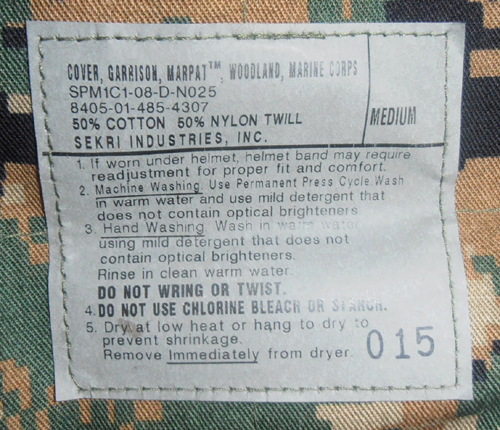 COVER, GARRISON, MARPAT™, WOODLAND, MARINE CORPS
SPM1C1-08-D-N025
8405-01-485-4307
50% COTTON 50% NYLON TWILL
SEKRI INDUSTRIES, INC.
MEDIUM
1. If worn under helmet, helmet band may require
readjustment for proper fit and comfort.
2. Machine Washing. Use Permanent Press Cycle. Wash
in warm water and use mild detergent that
does not contain optical brighteners
3. Hand Washing. Wash in warm water
using mild detergent that does not
contain optical brighteners.
Rinse in clean warm water.
DO NOT WRING OR TWIST.
4. DO NOT USE CHLORINE BLEACH OR STARCH.
5. Dry at low heat or hang to dry to
prevent shrinkage.
Remove Immediately from dryer.
015